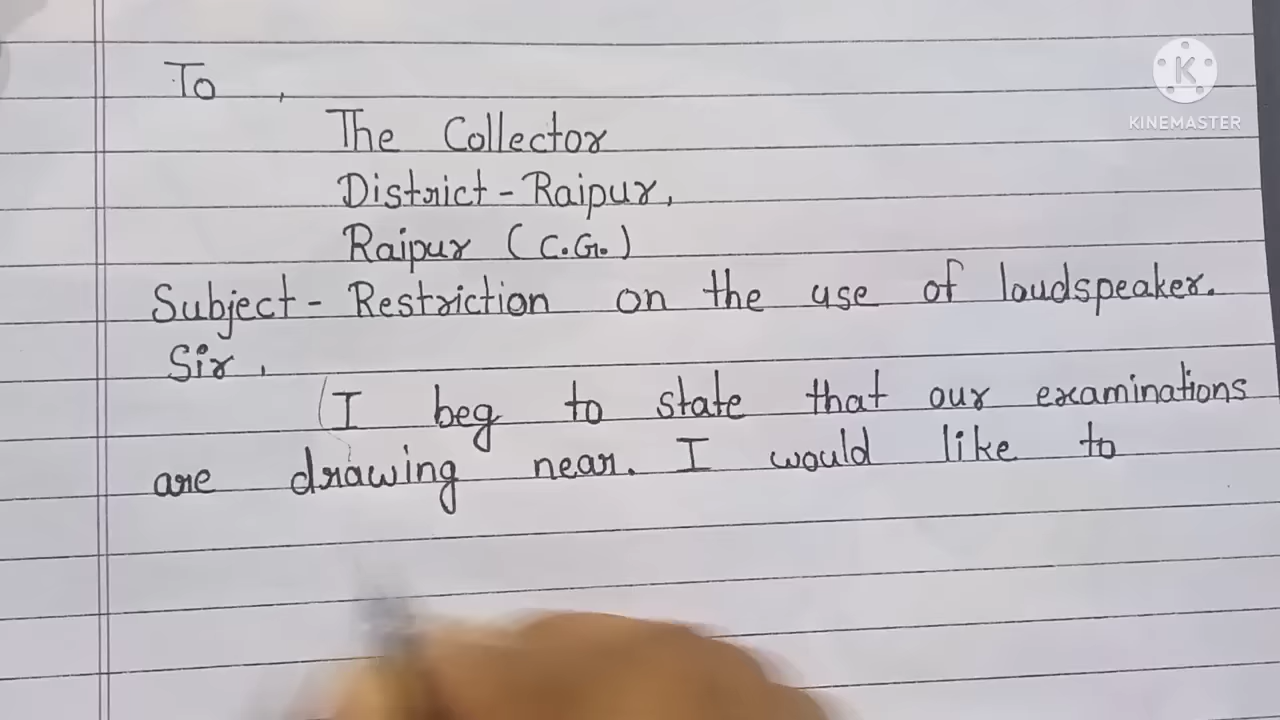 To ,
The Collector
District - Raipur,
Raipur (C.G.)
Subject - Restriction on the use of loudspeaker.
Sir ,
I beg to state that our examinations
are drawing near. I would like to
K
KINEMASTER